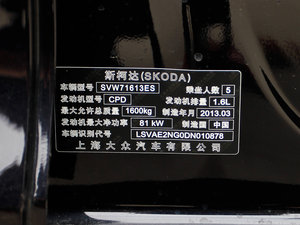 斯柯达(SKODA)
车辆型号 SVW71613ES 乘坐人数 5
发动机型号 CPD 发动机排量 1.6L
最大允许总质量 1600kg 制造年月 2013.03
发动机最大净功率 81 kW 制造国 中国
车辆识别代号 LSVAE2NG0DN010878
上海大众汽车有限公司